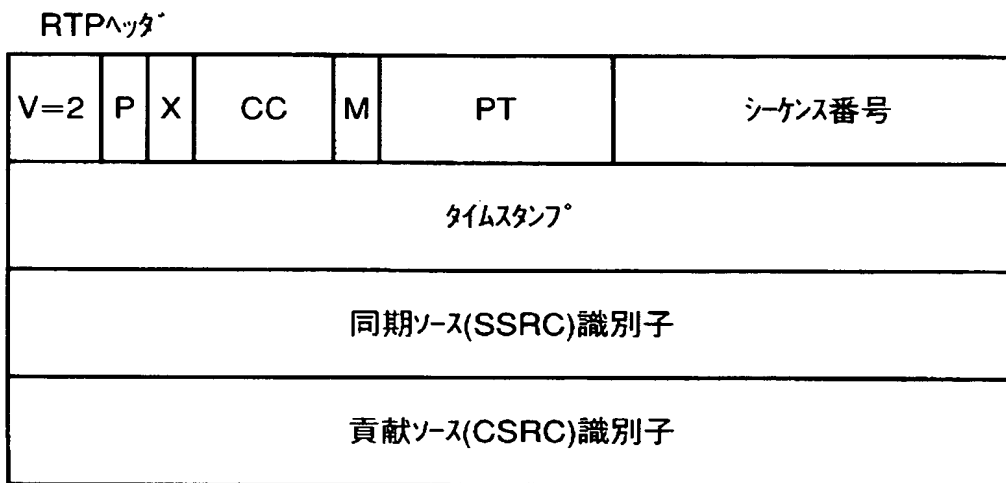 RTPヘッダ
V=2 P X CC M PT シーケンス番号
タイムスタンプ
同期ソース(SSRC)識別子
貢献ソース(CSRC)識別子